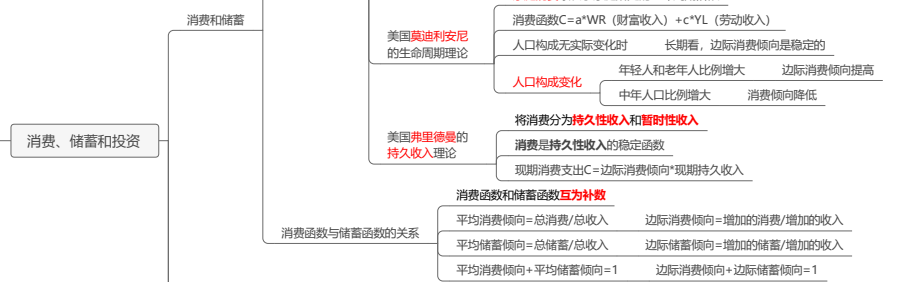 消费和储蓄
消费函数C=a*WR（财富收入）+c*YL（劳动收入）
美国莫迪利安尼
的生命周期理论
人口构成无实际变化时 长期看，边际消费倾向是稳定的
人口构成变化
年轻人和老年人比例增大 边际消费倾向提高
中年人口比例增大 消费倾向降低
消费、储蓄和投资
美国弗里德曼的
持久收入理论
将消费分为持久性收入和暂时性收入
消费是持久性收入的稳定函数
现期消费支出C=边际消费倾向*现期持久收入
消费函数与储蓄函数的关系
消费函数和储蓄函数互为补数
平均消费倾向=总消费/总收入 边际消费倾向=增加的消费/增加的收入
平均储蓄倾向=总储蓄/总收入 边际储蓄倾向=增加的储蓄/增加的收入
平均消费倾向+平均储蓄倾向=1 边际消费倾向+边际储蓄倾向=1